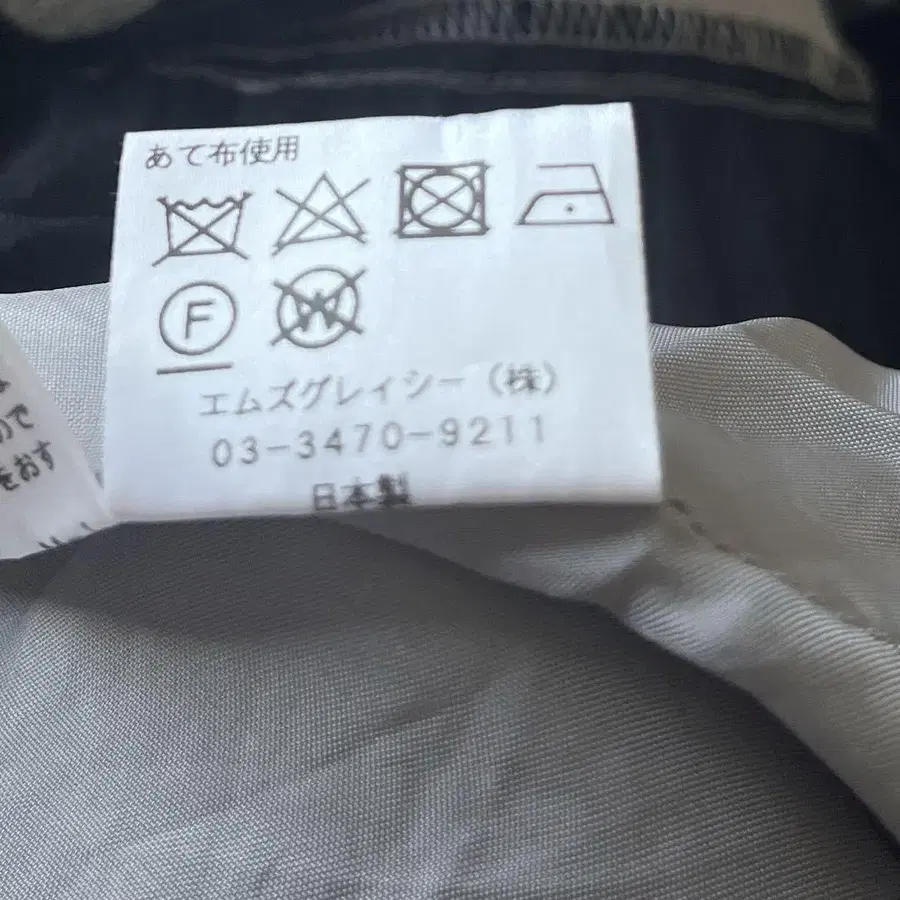 あて布使用
F
W
エムズグレイシー（株）
03-3470-9211
日本製
ので
をおす